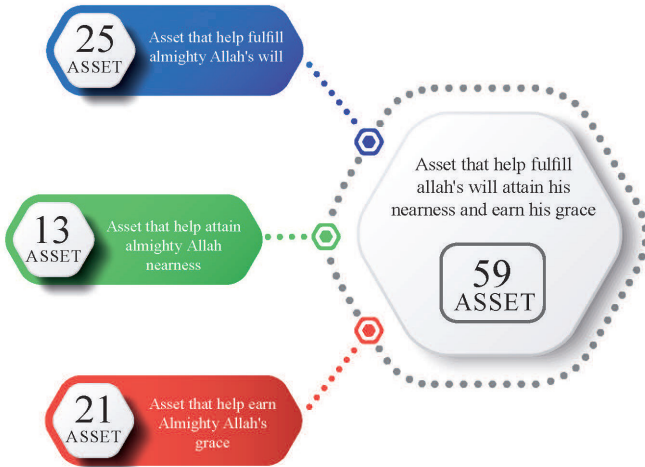 25
ASSET
Asset that help fulfill
almighty Allah's will
13
ASSET
Asset that help attain
almighty Allah
nearness
21
ASSET
Asset that help earn
Almighty Allah's
grace
Asset that help fulfill
allah's will attain his
nearness and earn his grace
59
ASSET